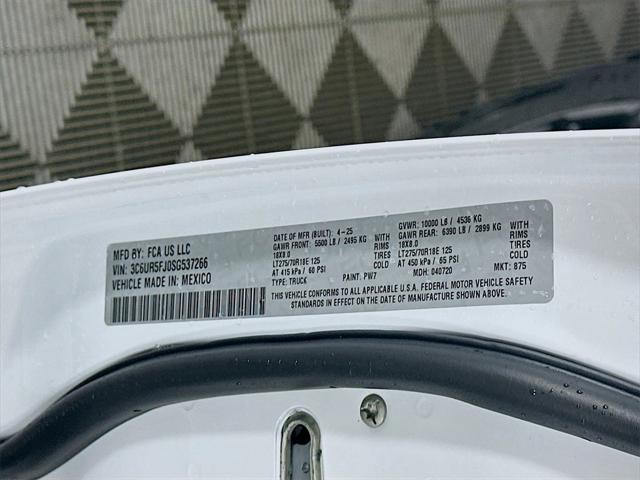 MFD BY: FCA US LLC
VIN: 3C6UR5FJ0SG537266
VEHICLE MADE IN: MEXICO
DATE OF MFR (BUILT): 4-25
GAWR FRONT: 5500 LB / 2495 KG WITH
18X8.0 RIMS
LT275/70R18E 125 TIRES
AT 415 kPa / 60 PSI COLD
TYPE: TRUCK PAINT: PW7
GVWR: 10000 LB / 4536 KG
GAWR REAR: 6390 LB / 2899 KG WITH
18X8.0 RIMS
LT275/70R18E 125 TIRES
AT 450 kPa / 65 PSI COLD
MDH: 040720 MKT: 875
THIS VEHICLE CONFORMS TO ALL APPLICABLE U.S.A. FEDERAL MOTOR VEHICLE SAFETY
STANDARDS IN EFFECT ON THE DATE OF MANUFACTURE SHOWN ABOVE.